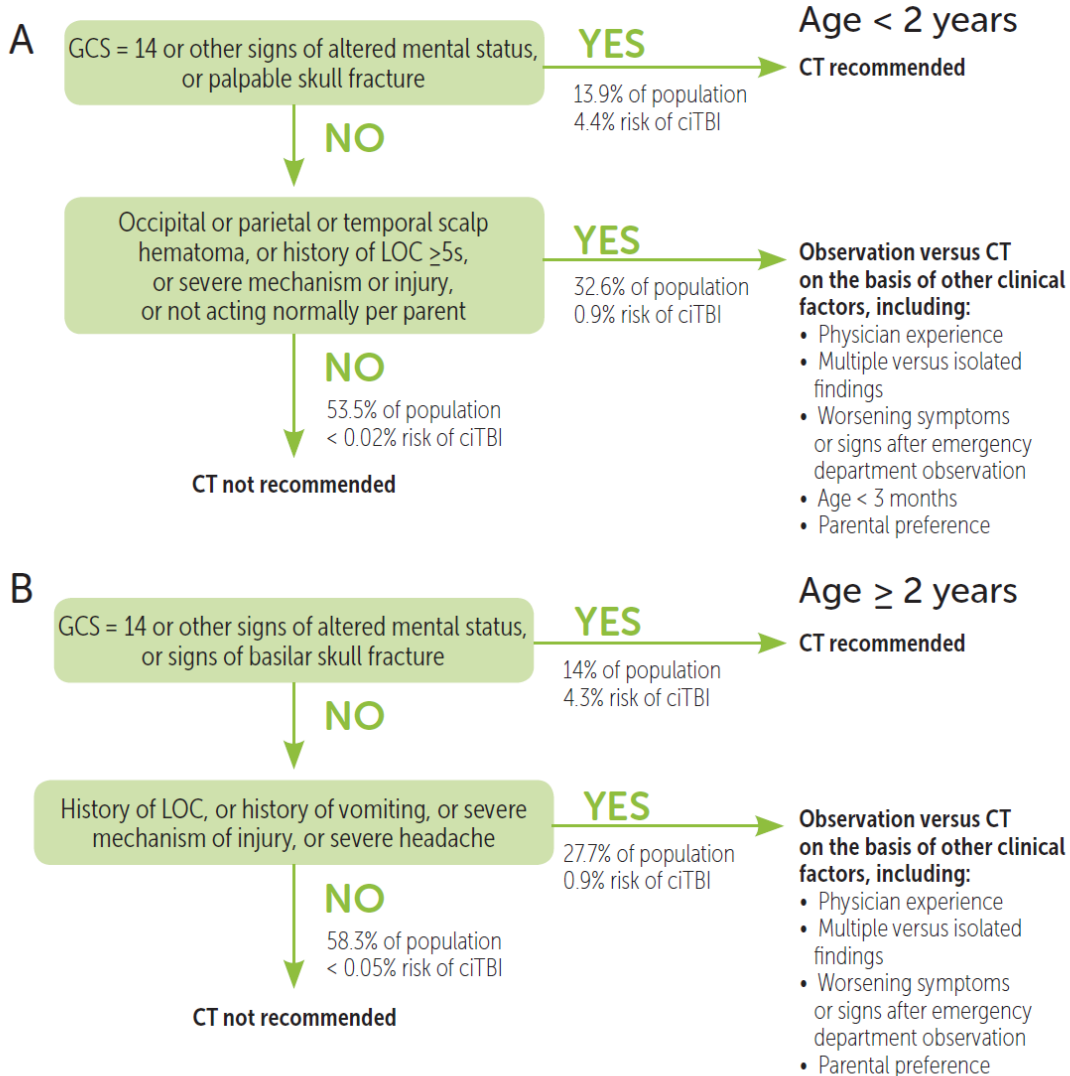 A
Age < 2 years
GCS = 14 or other signs of altered mental status,
or palpable skull fracture
YES
13.9% of population
4.4% risk of ciTBI
CT recommended
NO
Occipital or parietal or temporal scalp
hematoma, or history of LOC ≥5s,
or severe mechanism or injury,
or not acting normally per parent
YES
32.6% of population
0.9% risk of ciTBI
Observation versus CT
on the basis of other clinical
factors, including:
• Physician experience
• Multiple versus isolated
findings
• Worsening symptoms
or signs after emergency
department observation
• Age < 3 months
• Parental preference
NO
53.5% of population
< 0.02% risk of ciTBI
CT not recommended
B
Age ≥ 2 years
GCS = 14 or other signs of altered mental status,
or signs of basilar skull fracture
YES
14% of population
4.3% risk of ciTBI
CT recommended
NO
History of LOC, or history of vomiting, or severe
mechanism of injury, or severe headache
YES
27.7% of population
0.9% risk of ciTBI
Observation versus CT
on the basis of other clinical
factors, including:
• Physician experience
• Multiple versus isolated
findings
• Worsening symptoms
or signs after emergency
department observation
• Parental preference
NO
58.3% of population
< 0.05% risk of ciTBI
CT not recommended